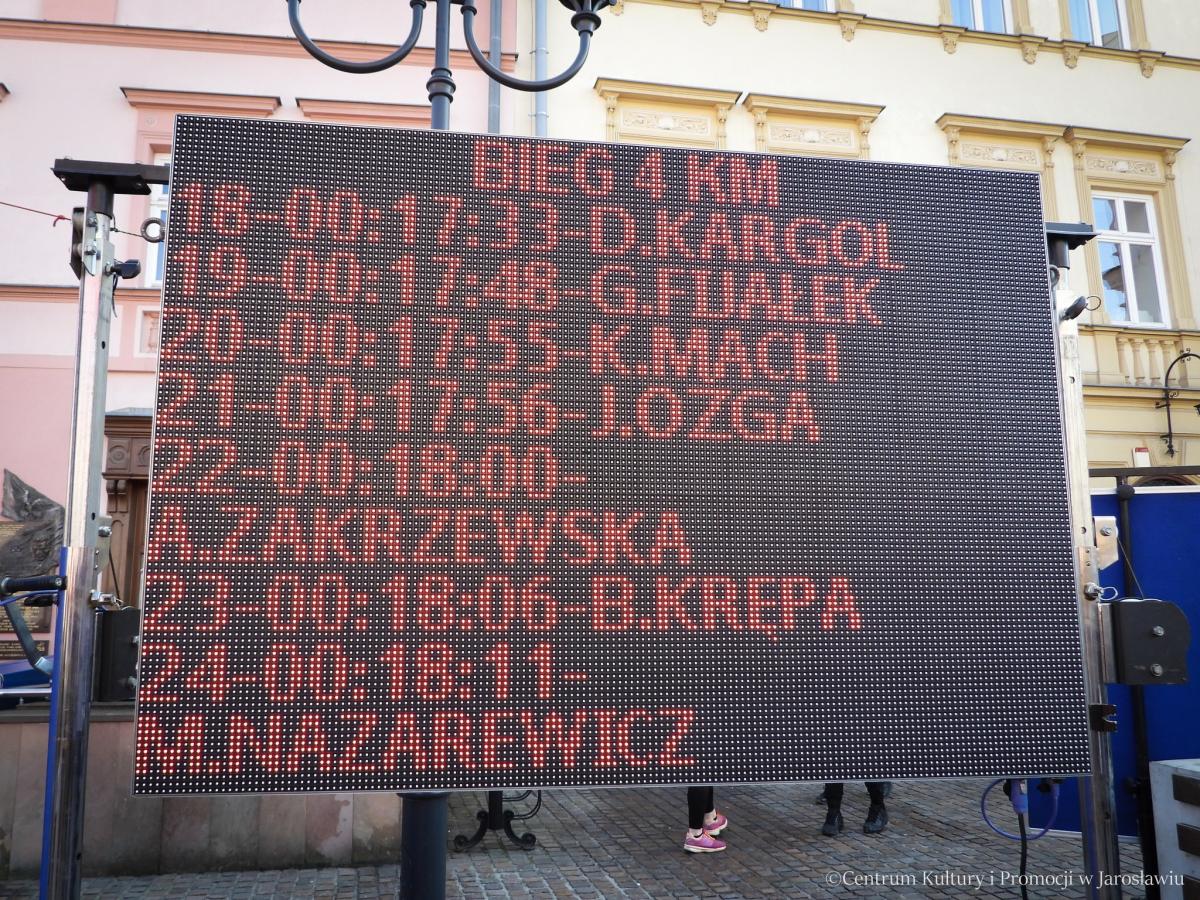 BIEG 4 KM
18-00:17:33-D.KARGOL
19-00:17:48-G.FIJAŁEK
20-00:17:55-K.MACH
21-00:17:56-J.OZGA
22-00:18:00-
A.ZAKRZEWSKA
23-00:18:06-B.KRĘPA
24-00:18:11-
M.NAZAREWICZ
©Centrum Kultury i Promocji w Jarosławiu